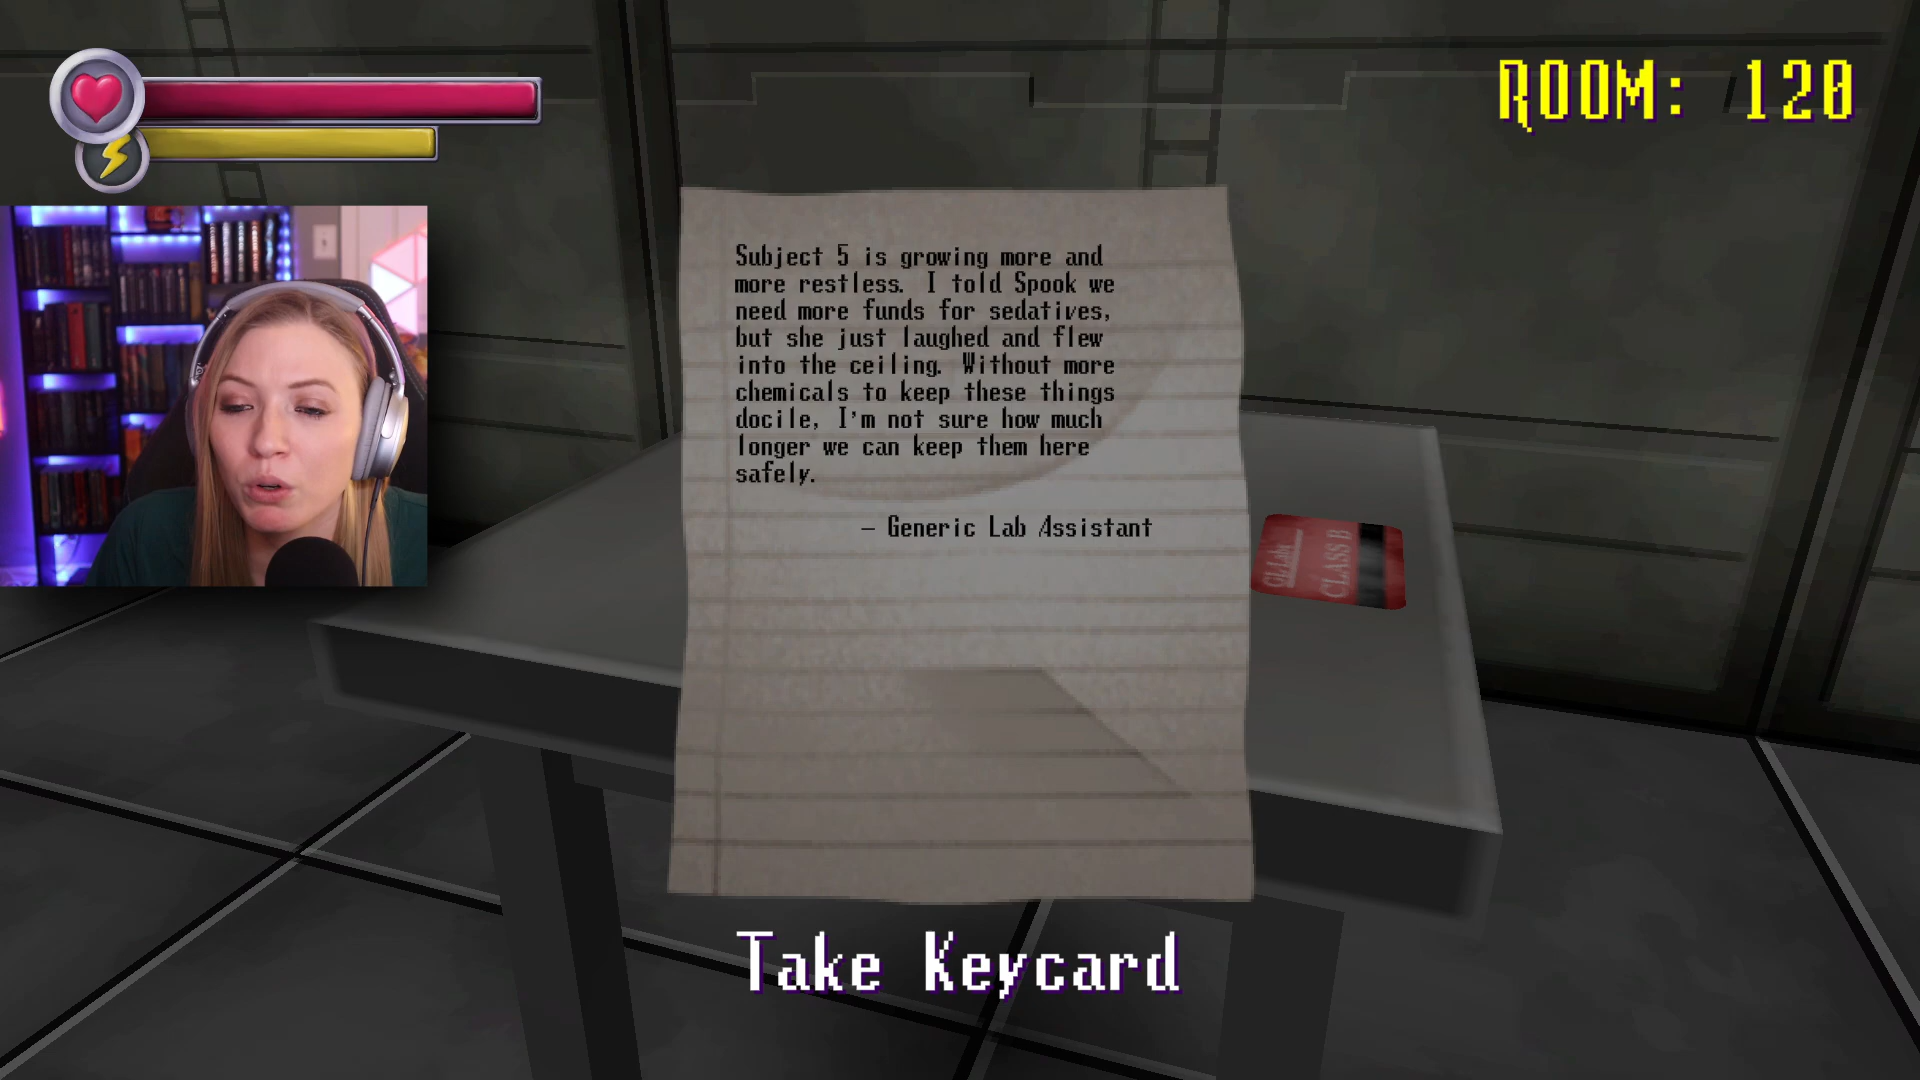 ROOM: 120
Subject 5 is growing more and
more restless.  I told Spook we
need more funds for sedatives,
but she just laughed and flew
into the ceiling.  Without more
chemicals to keep these things
docile, I'm not sure how much
longer we can keep them here
safely.
– Generic Lab Assistant
GL Labs
CLASS B
Take Keycard